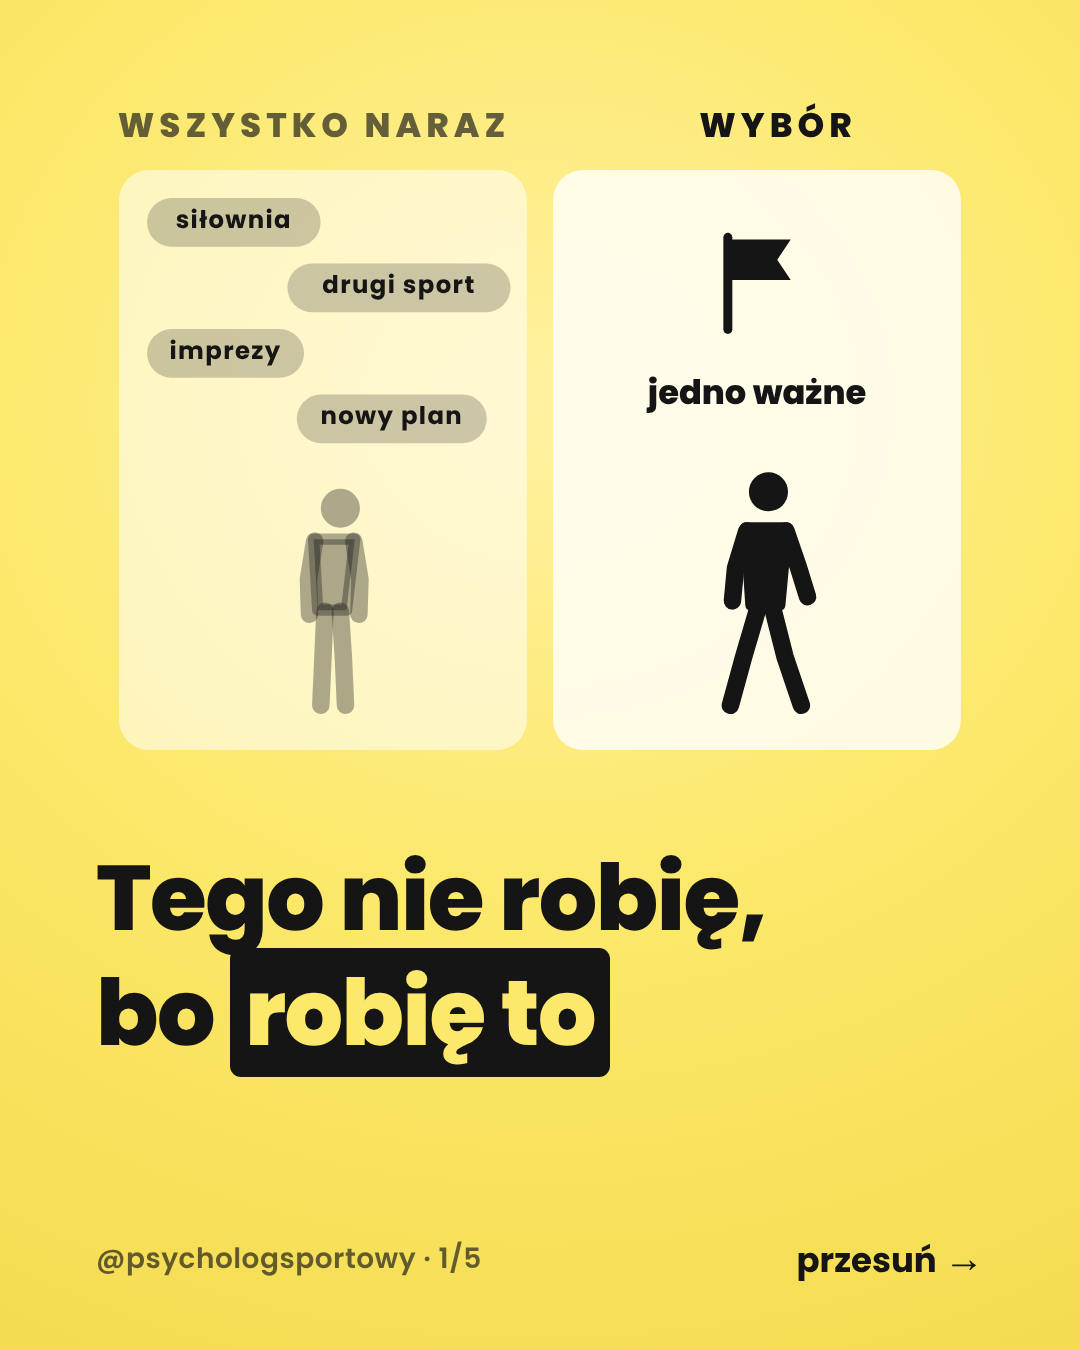 WSZYSTKO NARAZ
WYBÓR
siłownia
drugi sport
imprezy
nowy plan
jedno ważne
Tego nie robię,
bo robię to
@psychologsportowy · 1/5
przesuń →